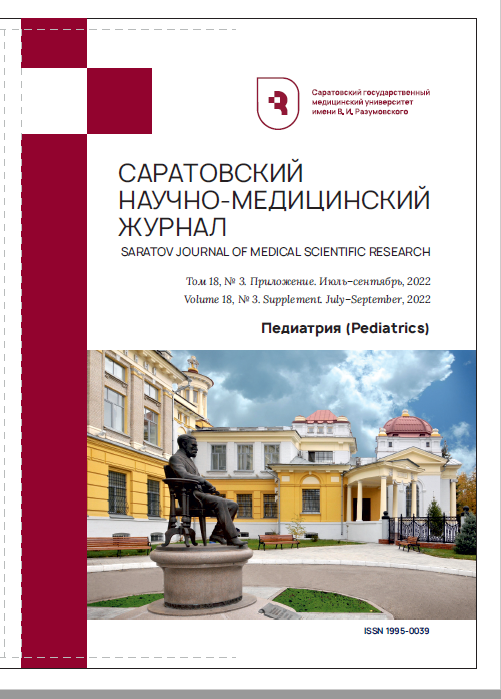 Саратовский государственный
медицинский университет
имени В. И. Разумовского
САРАТОВСКИЙ
НАУЧНО-МЕДИЦИНСКИЙ
ЖУРНАЛ
SARATOV JOURNAL OF MEDICAL SCIENTIFIC RESEARCH
Том 18, № 3. Приложение. Июль–сентябрь, 2022
Volume 18, № 3. Supplement. July–September, 2022
Педиатрия (Pediatrics)
ISSN 1995-0039